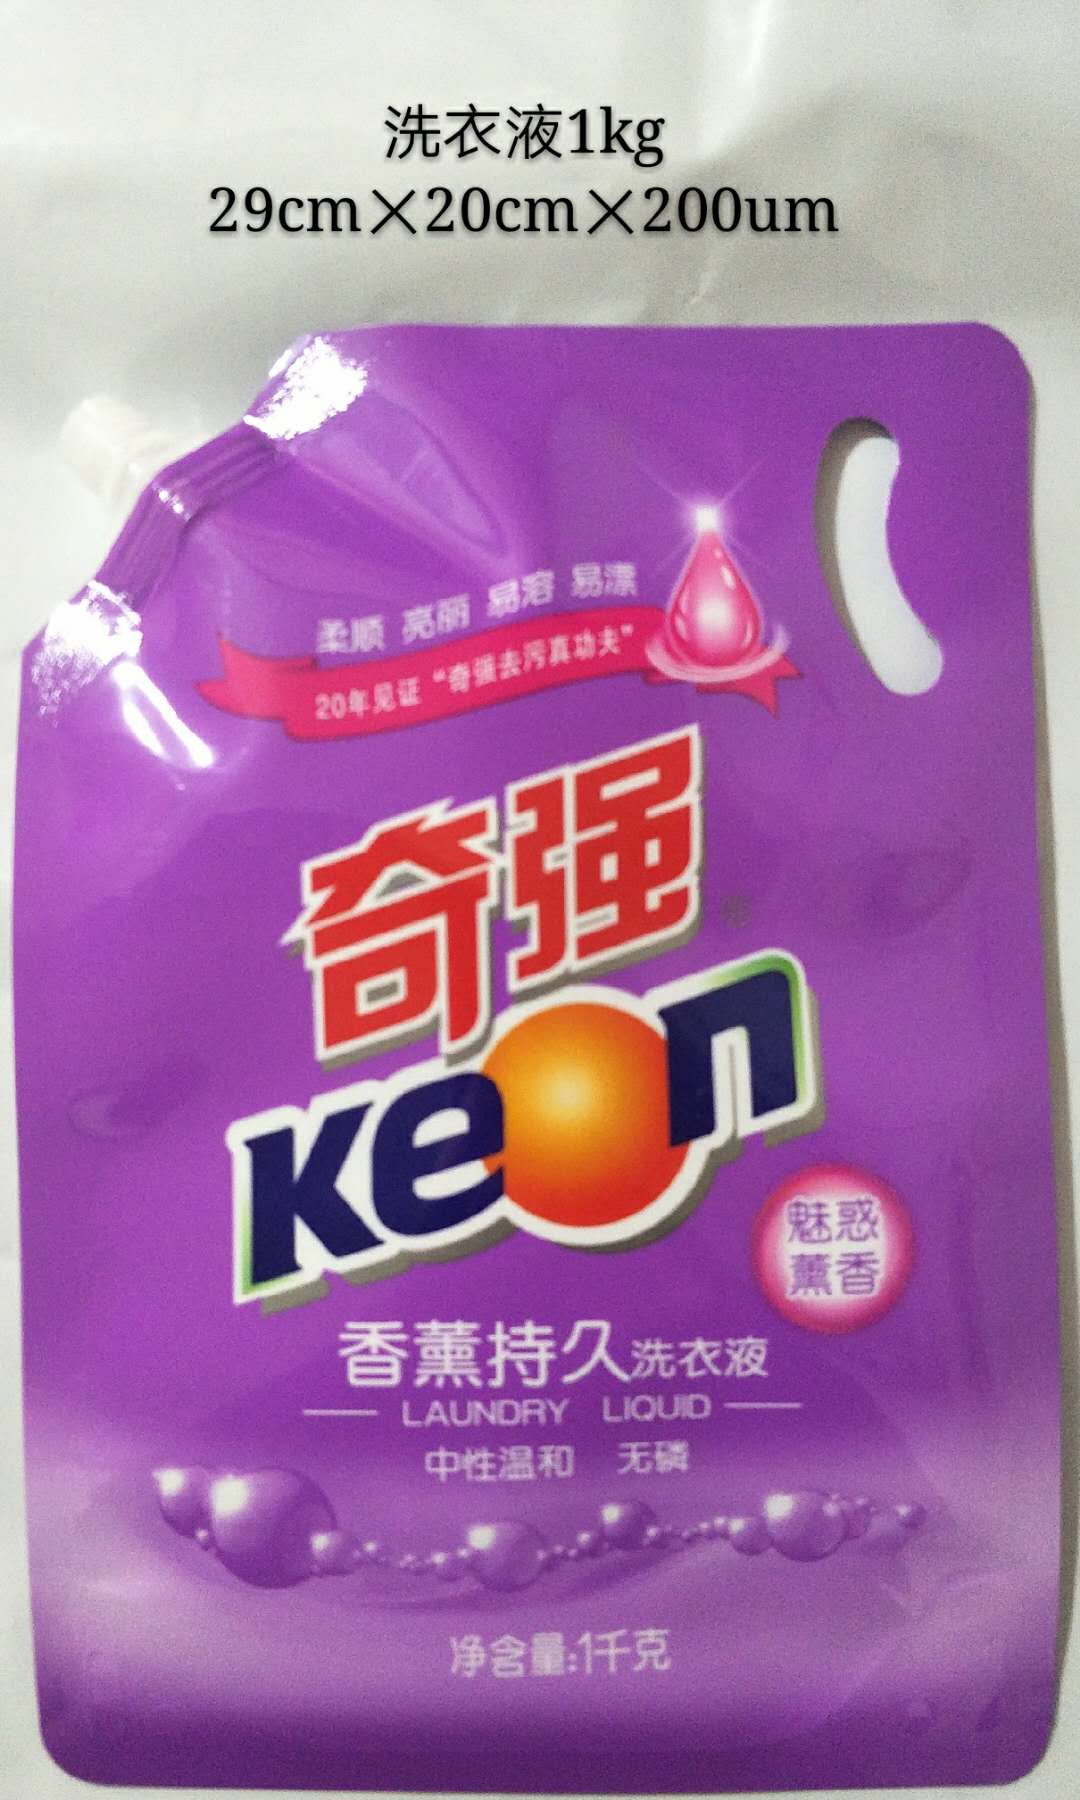 洗衣液1kg
29cm×20cm×200um
柔顺 亮丽 易溶 易漂
20年见证“奇强去污真功夫”
奇强
keon
魅惑
薰香
香薰持久洗衣液
LAUNDRY LIQUID
中性温和 无磷
净含量:1千克